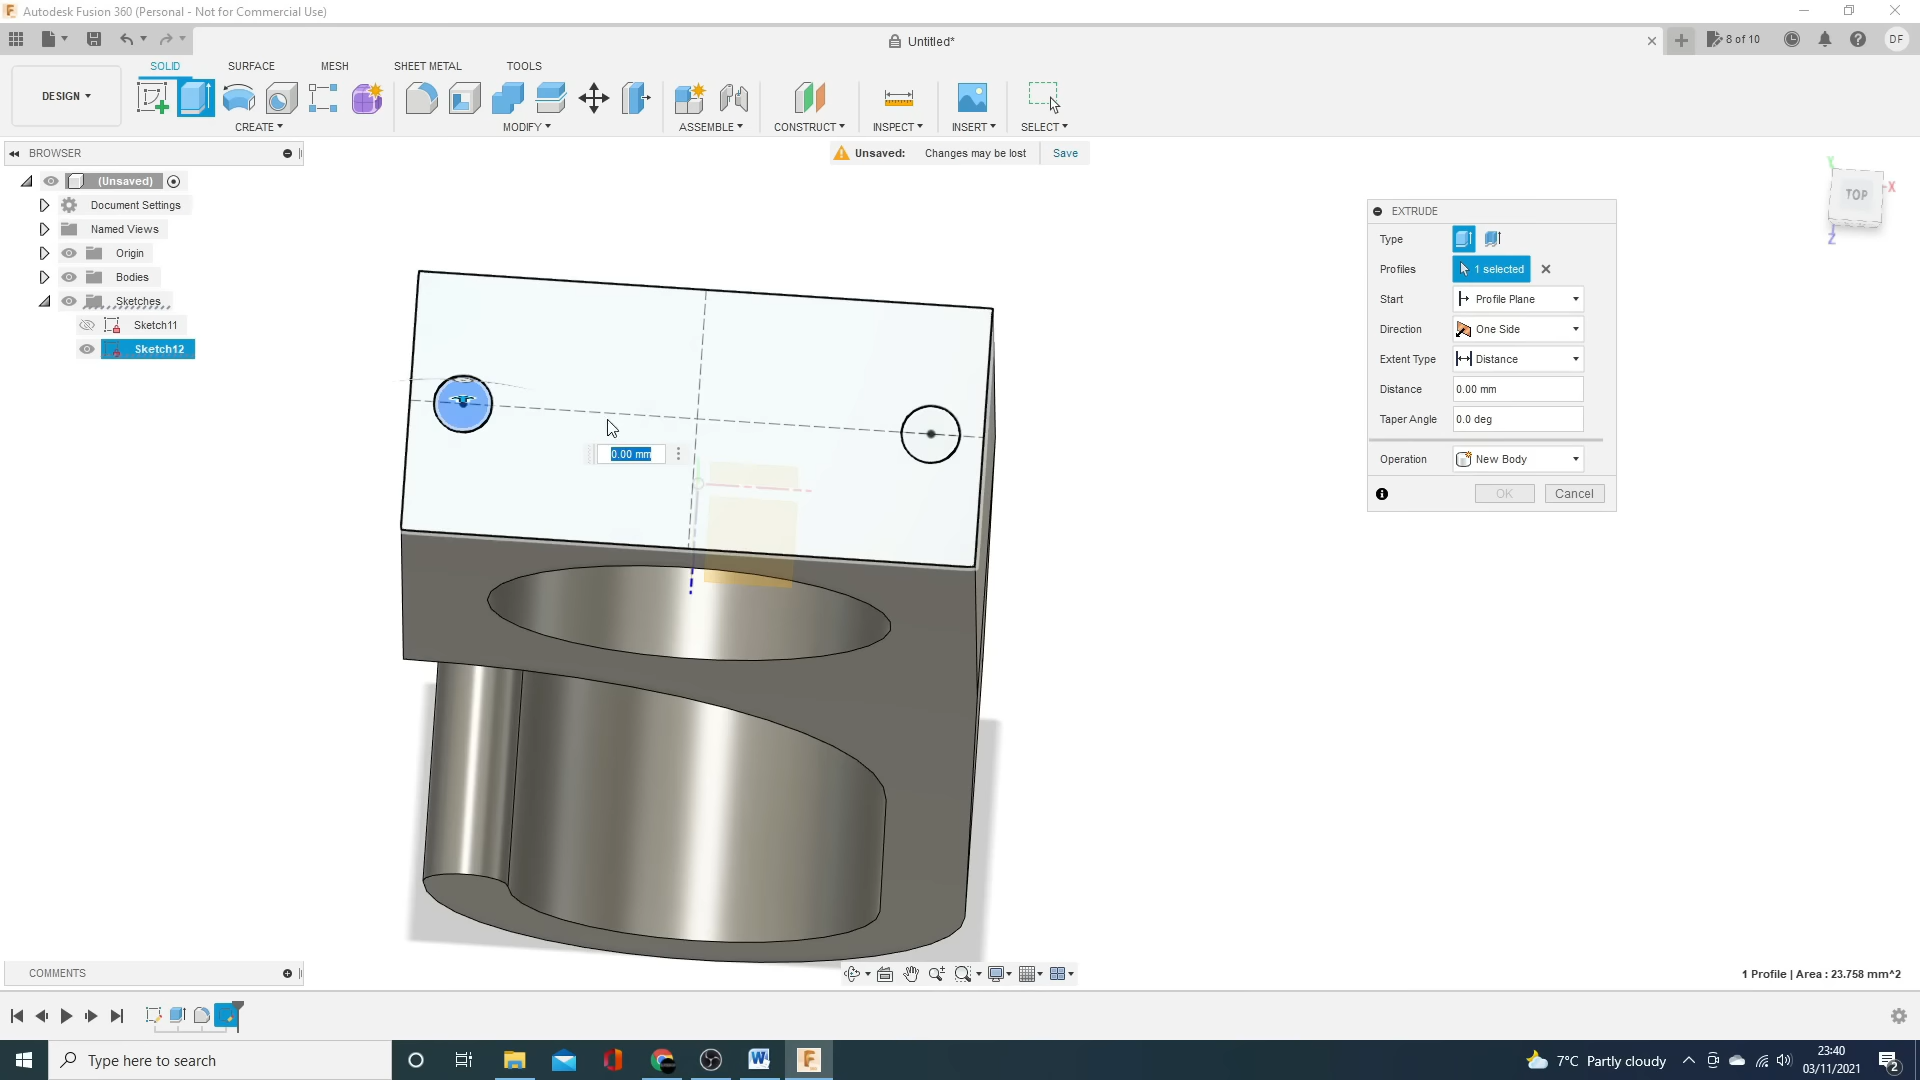 Autodesk Fusion 360 (Personal - Not for Commercial Use)
Untitled*
8 of 10
DF
SOLID SURFACE MESH SHEET METAL TOOLS
DESIGN
CREATE MODIFY ASSEMBLE CONSTRUCT INSPECT INSERT SELECT
BROWSER
Unsaved: Changes may be lost Save
(Unsaved)
Document Settings
Named Views
Origin
Bodies
Sketches
Sketch11
Sketch12
Y
X
TOP
Z
EXTRUDE
Type
Profiles 1 selected
Start Profile Plane
Direction One Side
Extent Type Distance
Distance 0.00 mm
Taper Angle 0.0 deg
Operation New Body
OK Cancel
0.00 mm
COMMENTS
1 Profile | Area : 23.758 mm^2
Type here to search
7°C Partly cloudy
23:40
03/11/2021
2